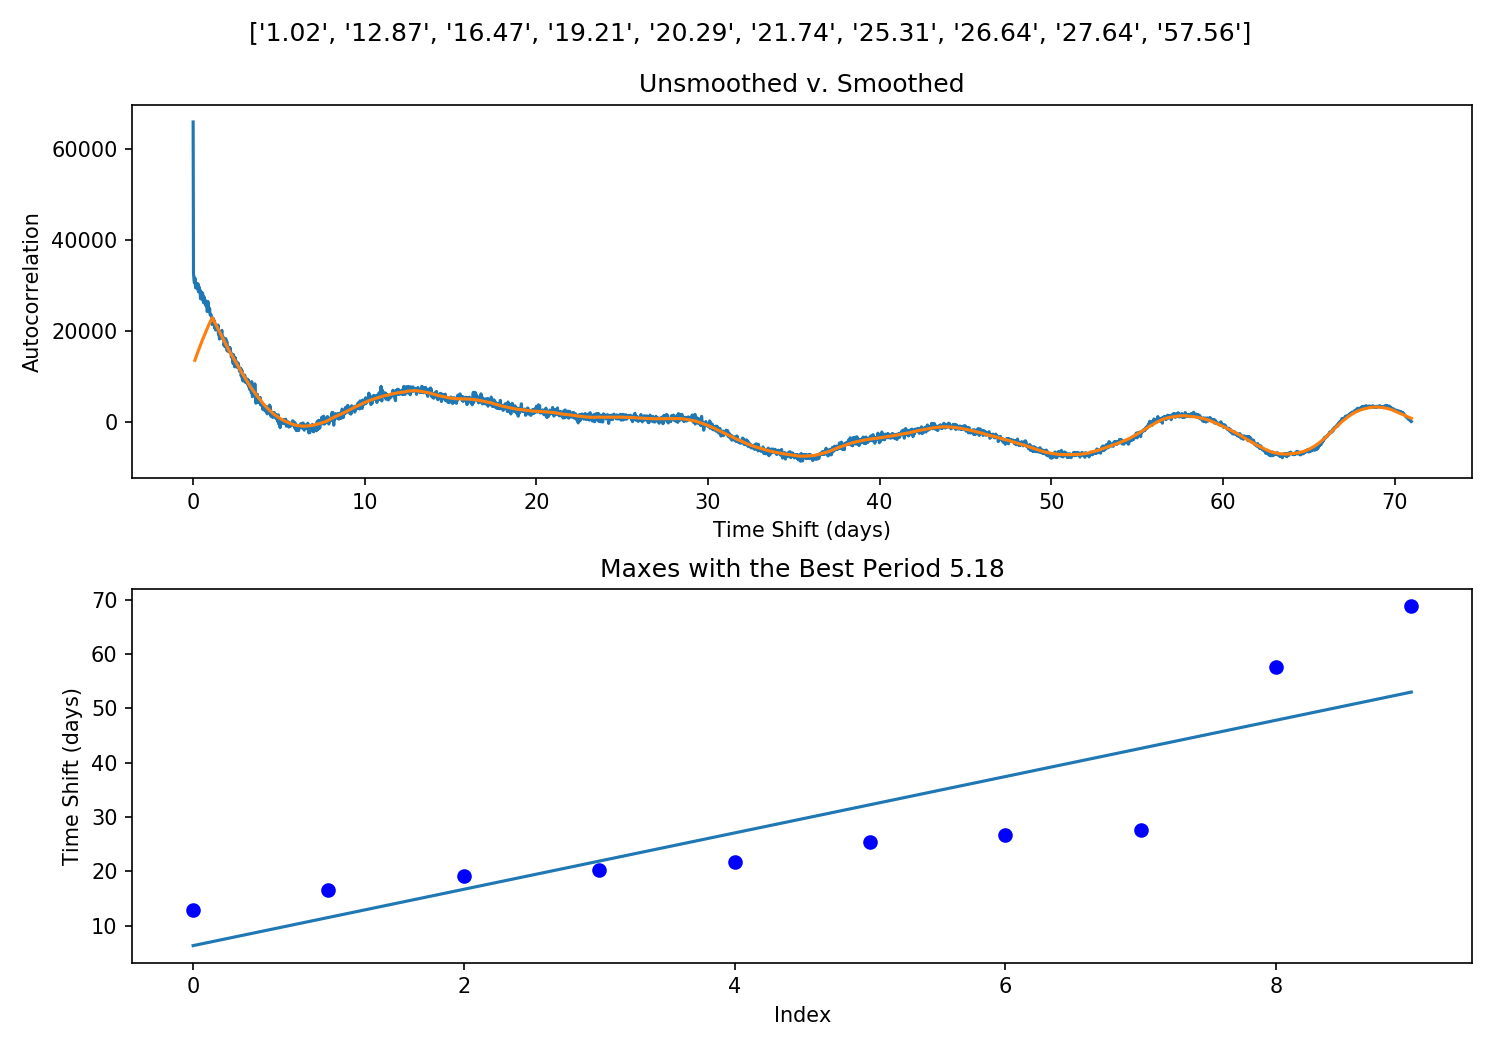 ['1.02', '12.87', '16.47', '19.21', '20.29', '21.74', '25.31', '26.64', '27.64', '57.56']
Unsmoothed v. Smoothed
Autocorrelation
60000
40000
20000
0
0 10 20 30 40 50 60 70
Time Shift (days)
Maxes with the Best Period 5.18
Time Shift (days)
70
60
50
40
30
20
10
0 2 4 6 8
Index